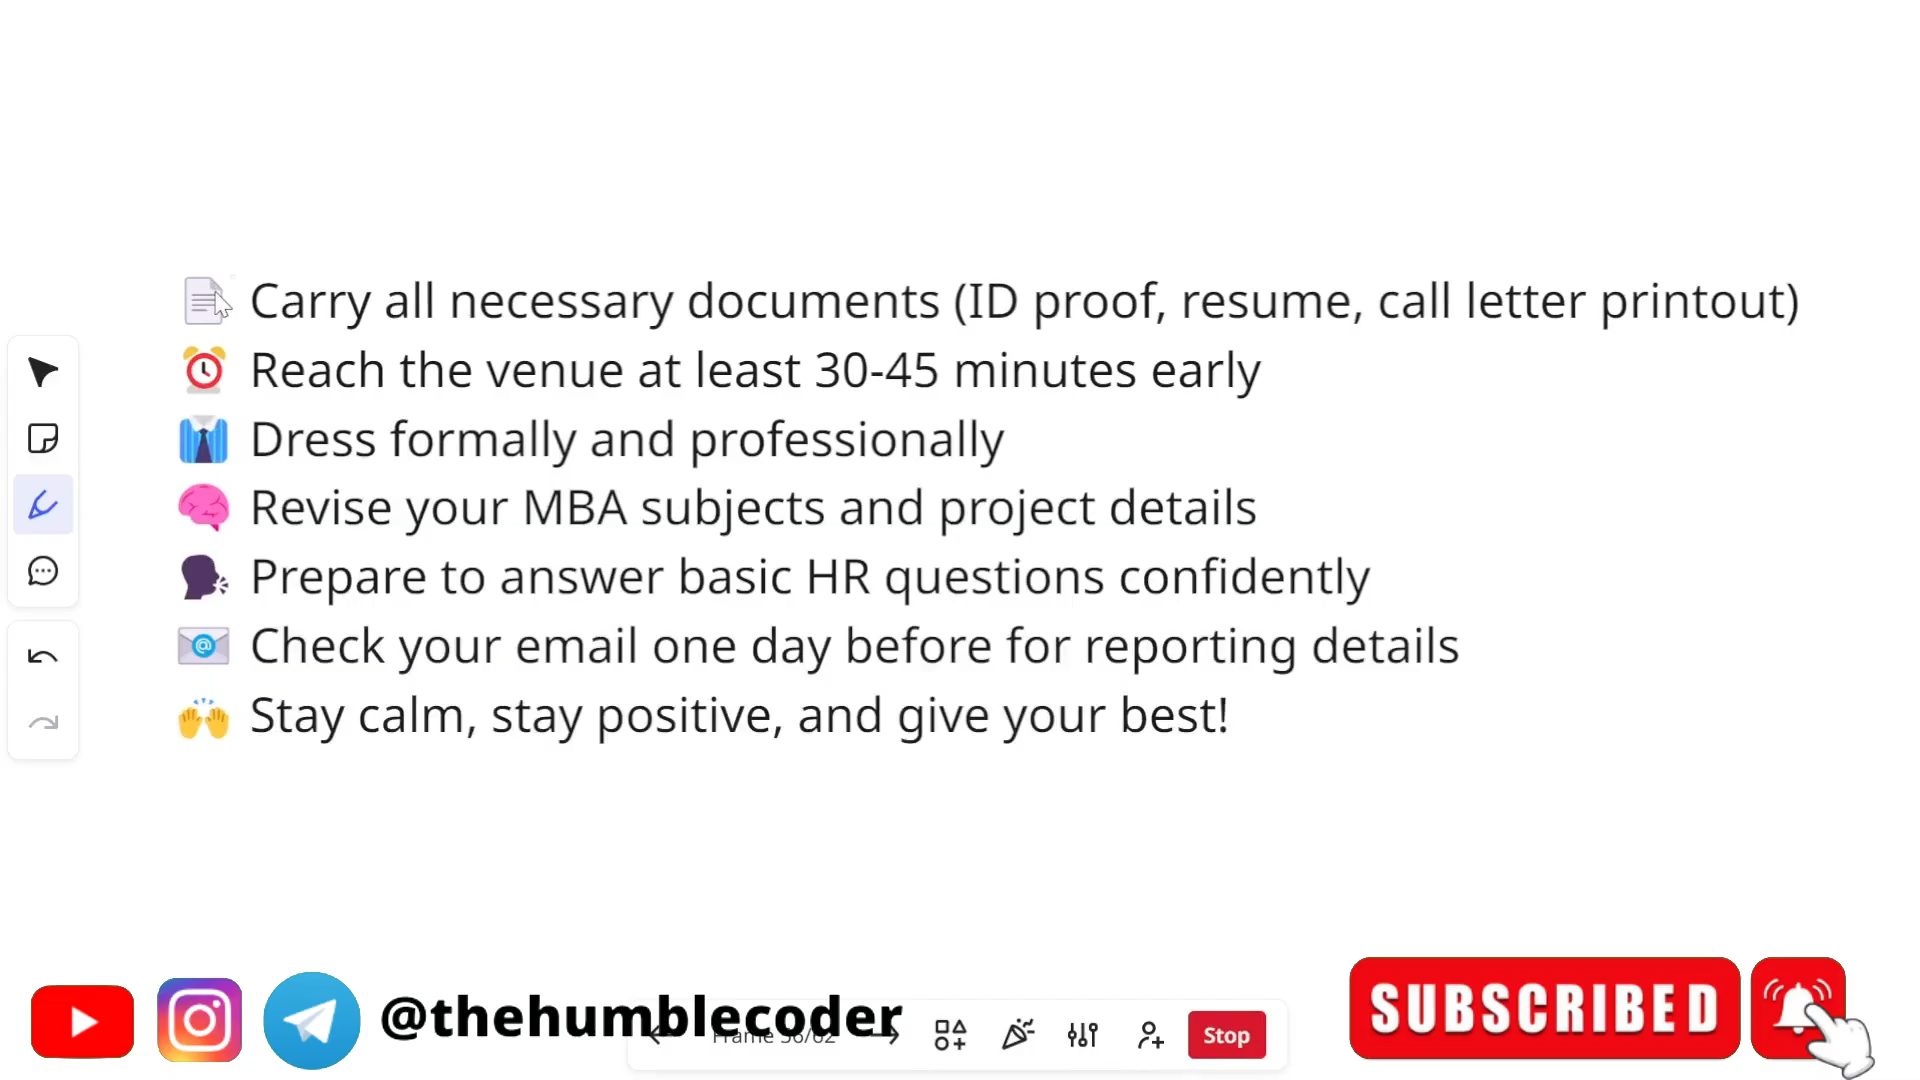 Carry all necessary documents (ID proof, resume, call letter printout)
Reach the venue at least 30-45 minutes early
Dress formally and professionally
Revise your MBA subjects and project details
Prepare to answer basic HR questions confidently
Check your email one day before for reporting details
Stay calm, stay positive, and give your best!
@thehumblecoder
Frame 56/62
Stop
SUBSCRIBED